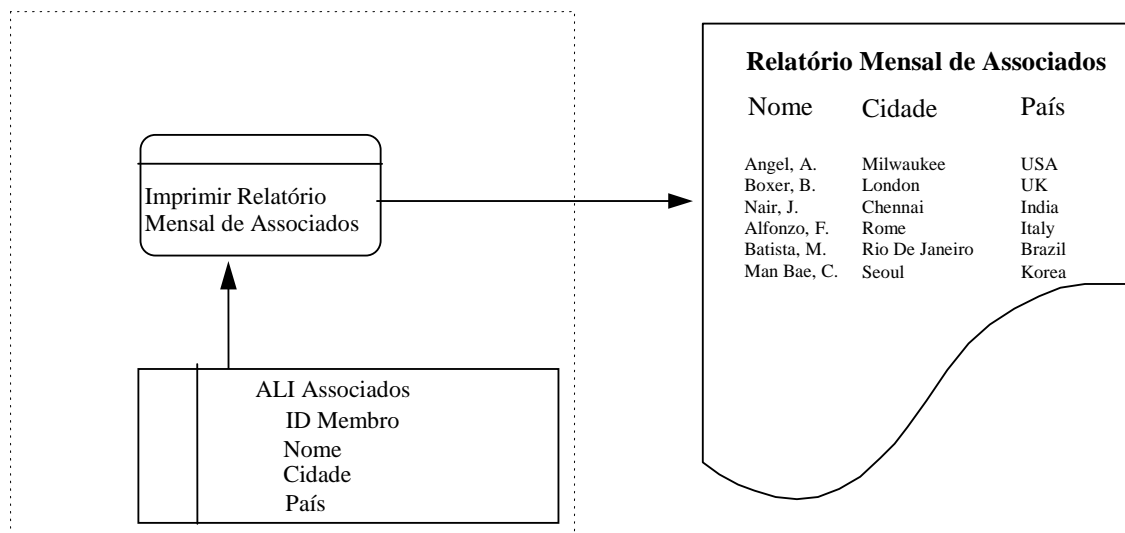 Relatório Mensal de Associados
Nome Cidade País
Angel, A. Milwaukee USA
Boxer, B. London UK
Nair, J. Chennai India
Alfonzo, F. Rome Italy
Batista, M. Rio De Janeiro Brazil
Man Bae, C. Seoul Korea
Imprimir Relatório
Mensal de Associados
ALI Associados
ID Membro
Nome
Cidade
País